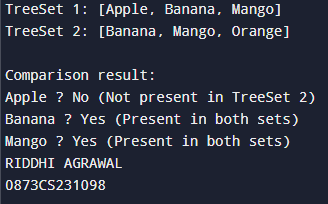 TreeSet 1: [Apple, Banana, Mango]
TreeSet 2: [Banana, Mango, Orange]
Comparison result:
Apple ? No (Not present in TreeSet 2)
Banana ? Yes (Present in both sets)
Mango ? Yes (Present in both sets)
RIDDHI AGRAWAL
0873CS231098